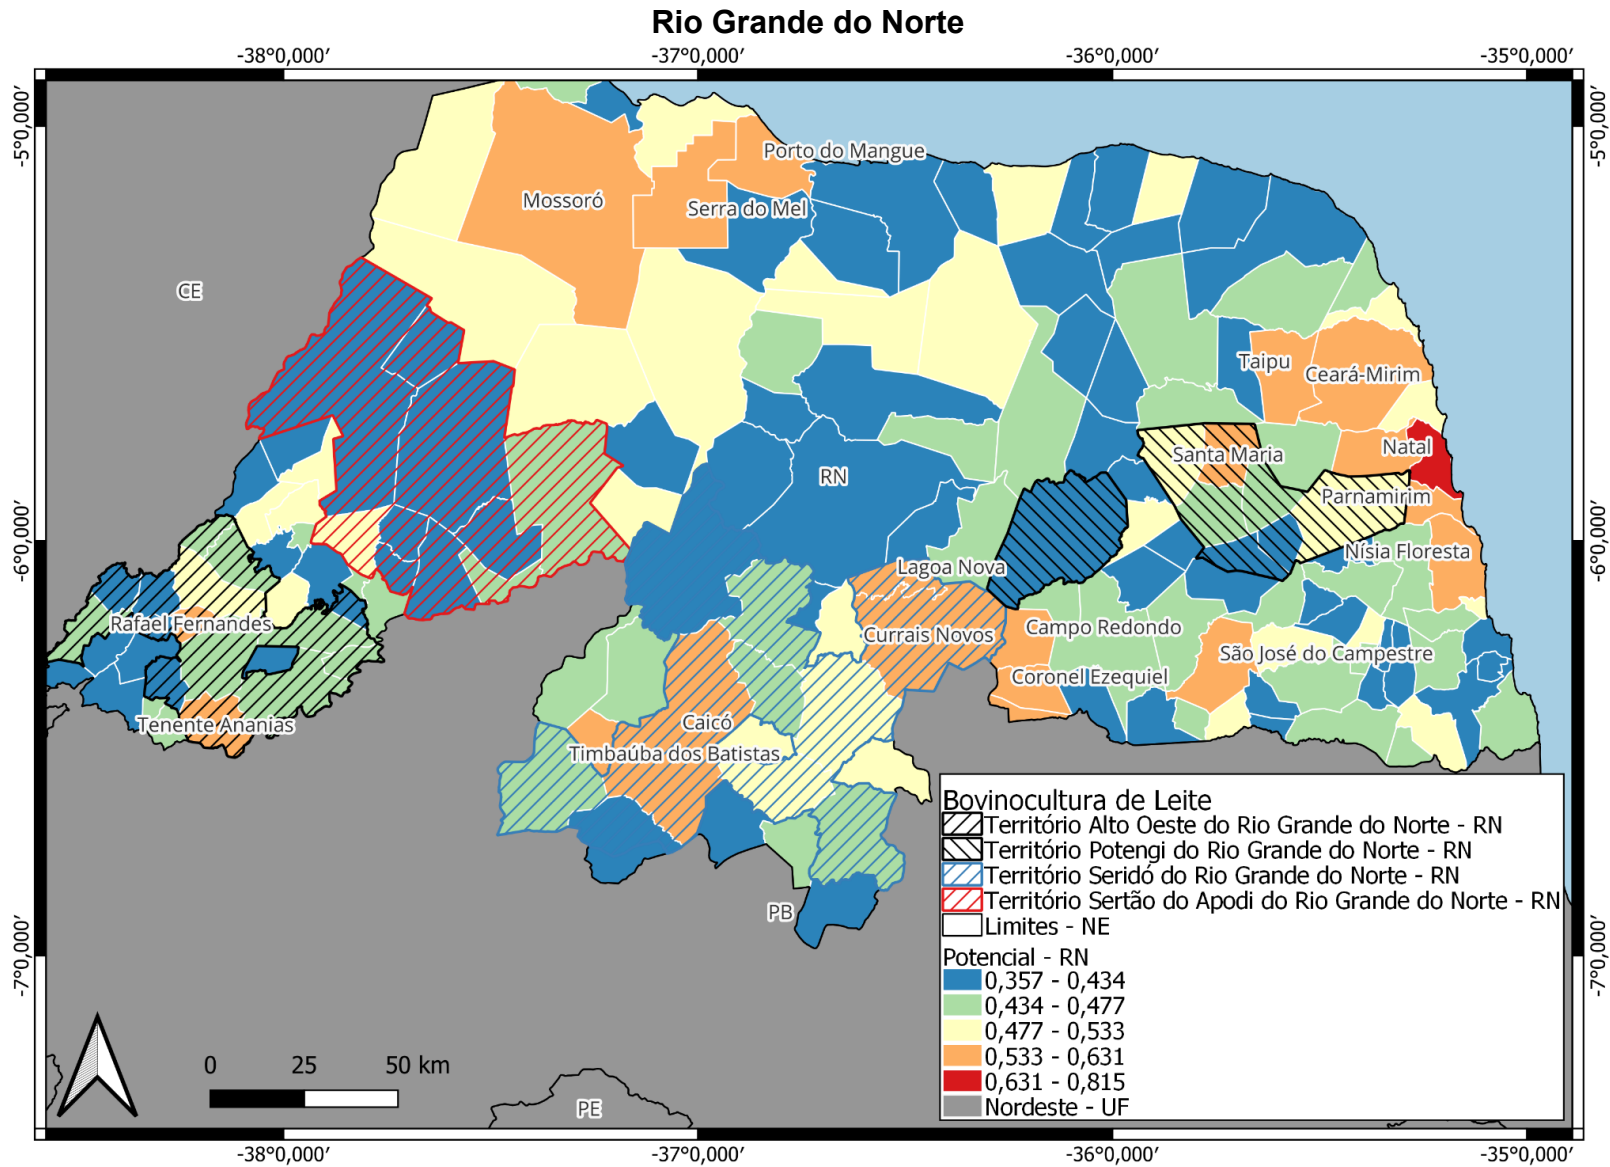 Rio Grande do Norte
-38°0,000′
-37°0,000′
-36°0,000′
-35°0,000′
-5°0,000′
-5°0,000′
Porto do Mangue
Mossoró
Serra do Mel
CE
Taipu
Ceará-Mirim
Natal
Santa Maria
RN
Parnamirim
-6°0,000′
-6°0,000′
Nísia Floresta
Lagoa Nova
Rafael Fernandes
Currais Novos
Campo Redondo
São José do Campestre
Coronel Ezequiel
Tenente Ananias
Caicó
Timbaúba dos Batistas
PB
Bovinocultura de Leite
Território Alto Oeste do Rio Grande do Norte - RN
Território Potengi do Rio Grande do Norte - RN
Território Seridó do Rio Grande do Norte - RN
Território Sertão do Apodi do Rio Grande do Norte - RN
Limites - NE
Potencial - RN
0,357 - 0,434
0,434 - 0,477
0,477 - 0,533
0,533 - 0,631
0,631 - 0,815
Nordeste - UF
-7°0,000′
-7°0,000′
0 25 50 km
PE
-38°0,000′
-37°0,000′
-36°0,000′
-35°0,000′